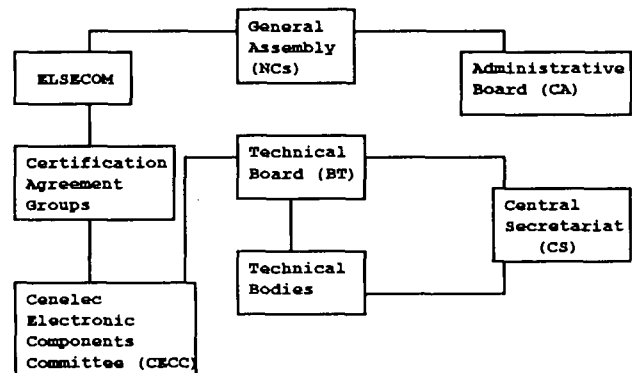 General
Assembly
(NCs)
ELSECOM
Administrative
Board (CA)
Certification
Agreement
Groups
Technical
Board (BT)
Central
Secretariat
(CS)
Technical
Bodies
Cenelec
Electronic
Components
Committee (CECC)